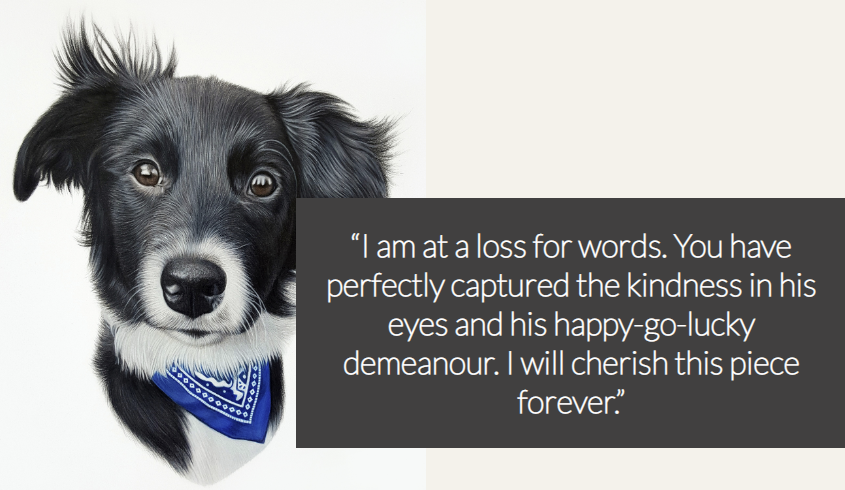 “I am at a loss for words. You have
perfectly captured the kindness in his
eyes and his happy-go-lucky
demeanour. I will cherish this piece
forever.”